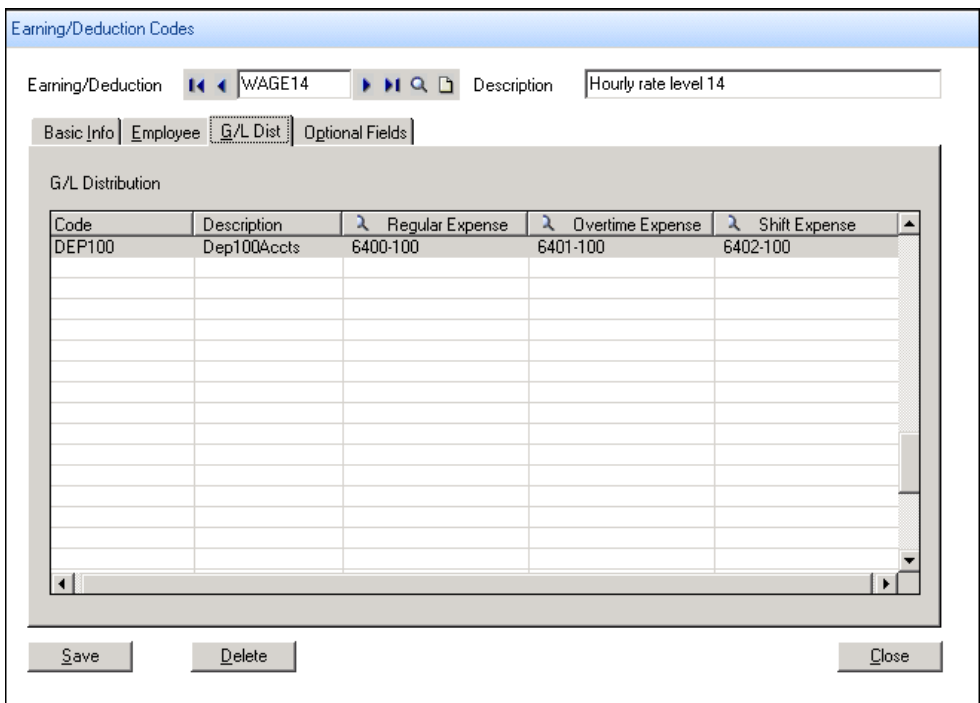 Earning/Deduction Codes
Earning/Deduction WAGE14 Description Hourly rate level 14
Basic Info Employee G/L Dist Optional Fields
G/L Distribution
Code Description Regular Expense Overtime Expense Shift Expense
DEP100 Dep100Accts 6400-100 6401-100 6402-100
Save Delete Close